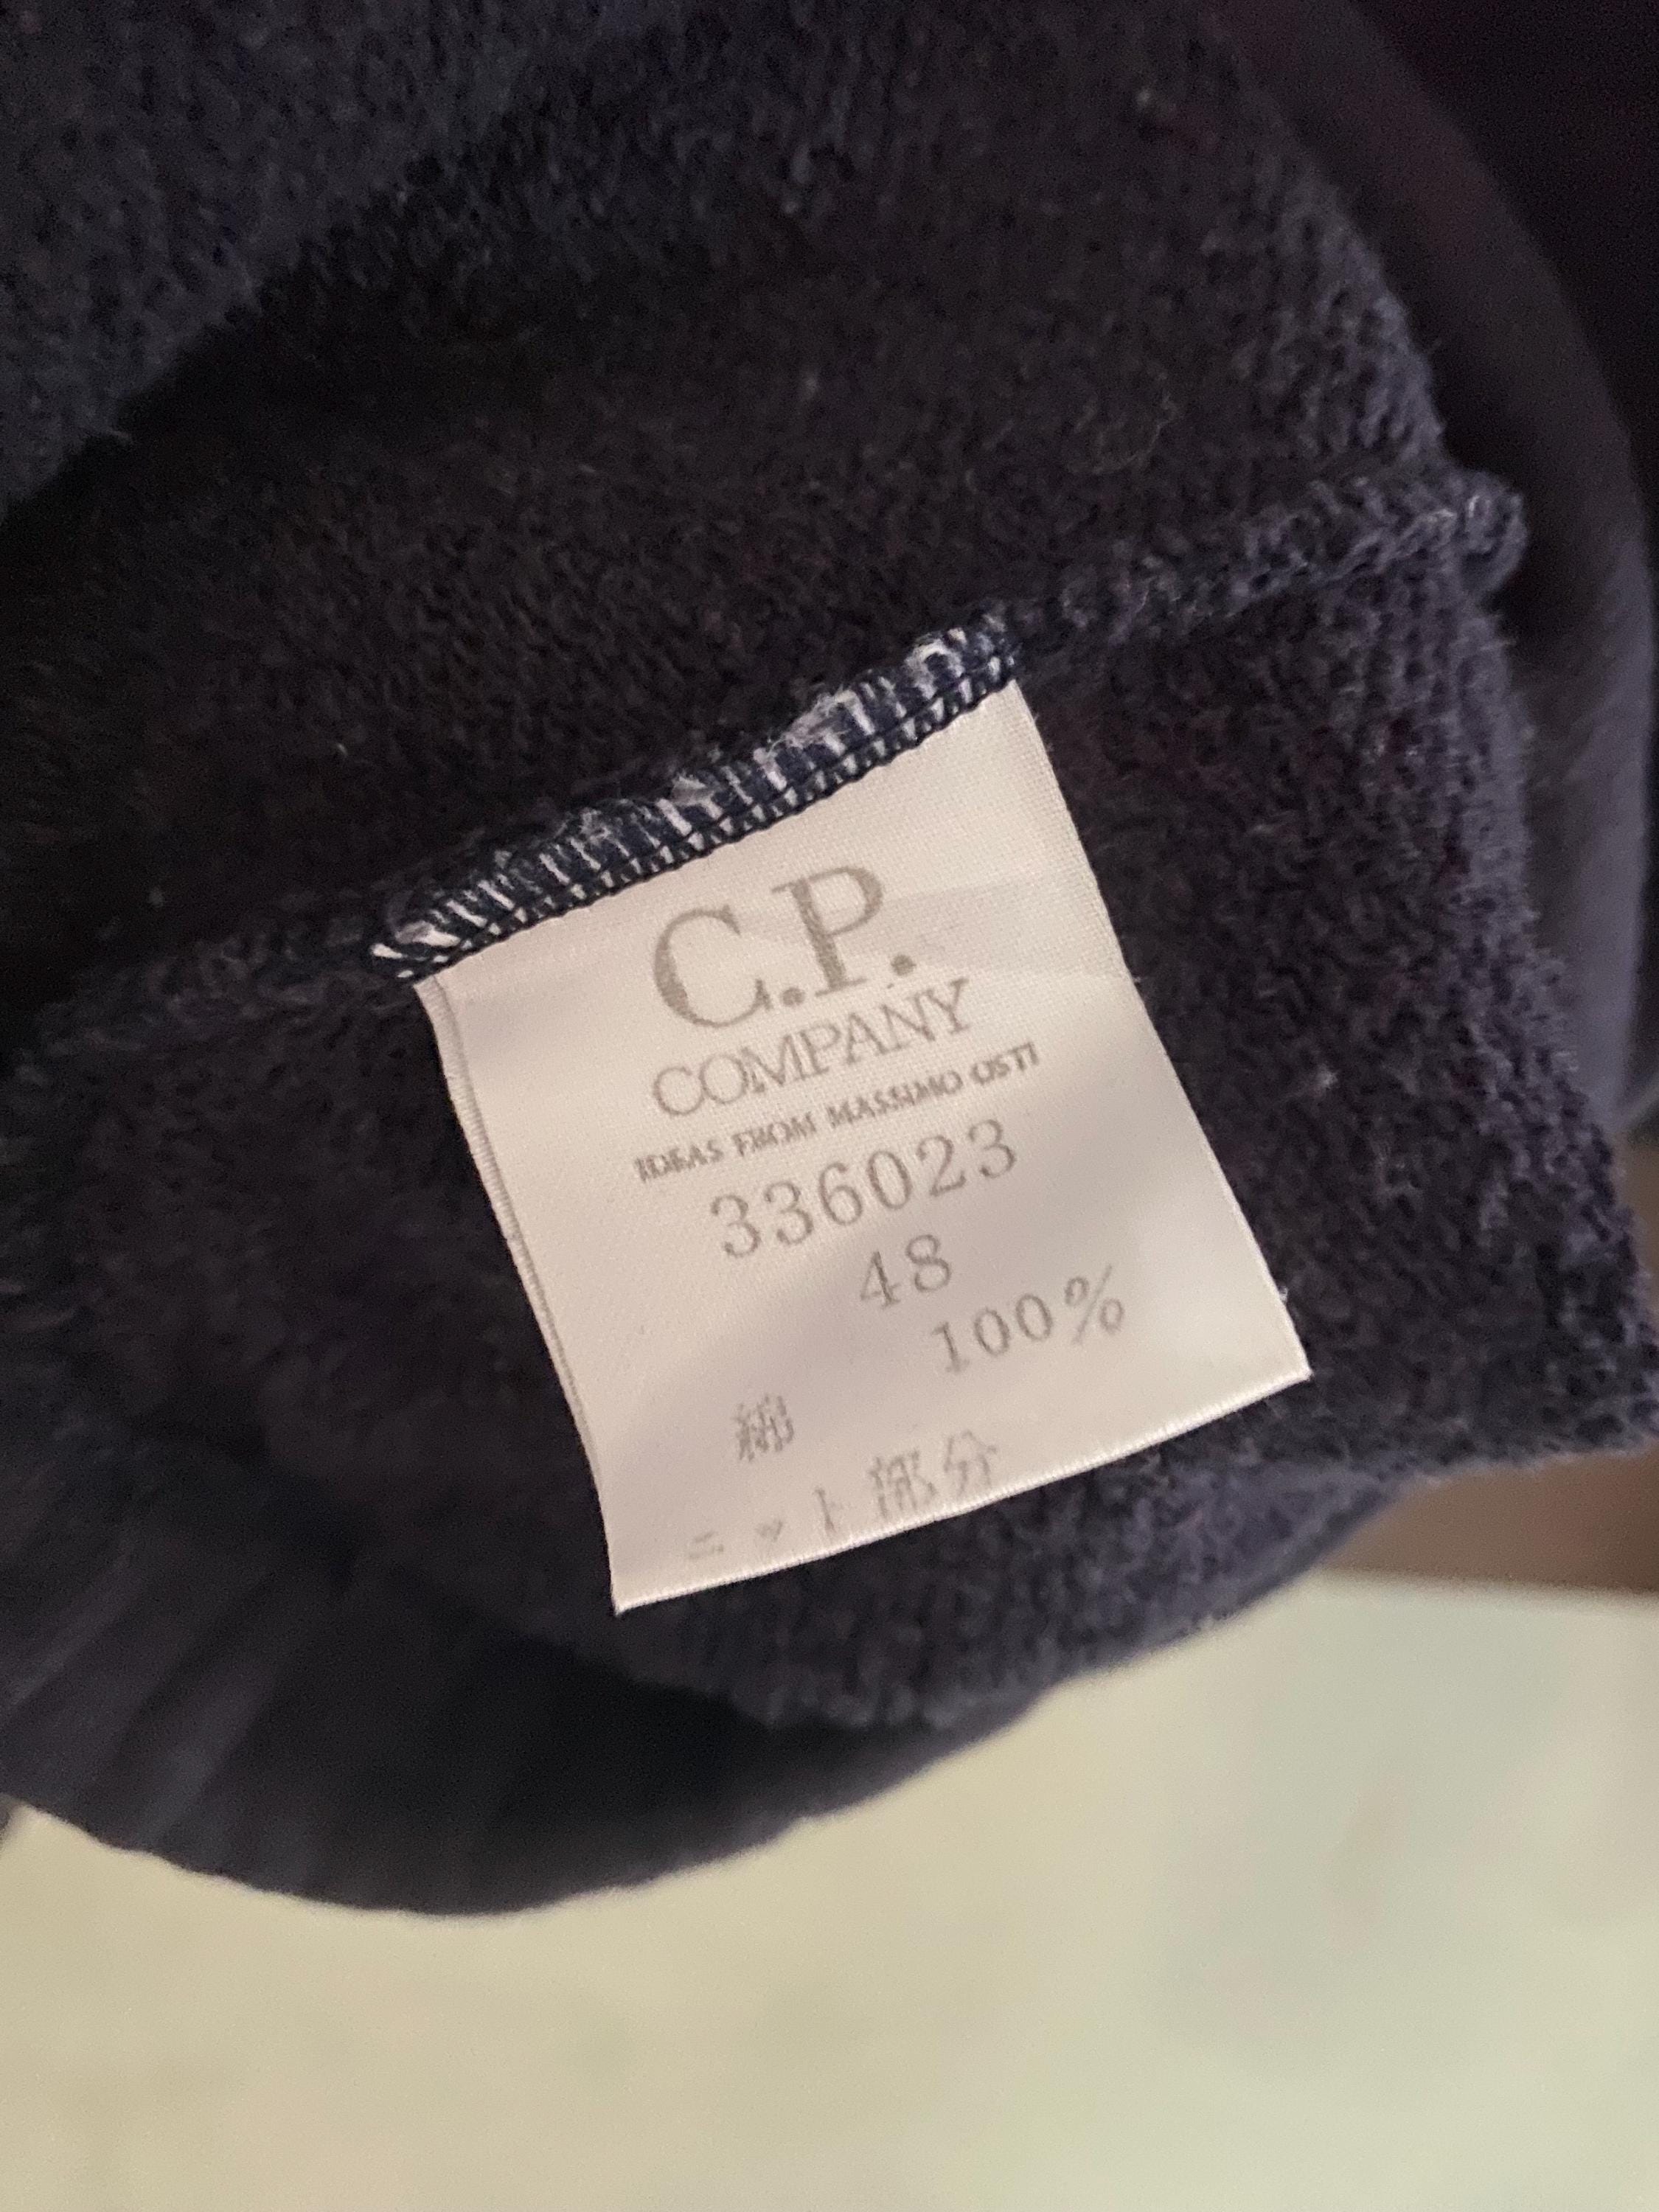 C.P.
COMPANY
IDEAS FROM MASSIMO OSTI
336023
48
100%
綿
ニット部分